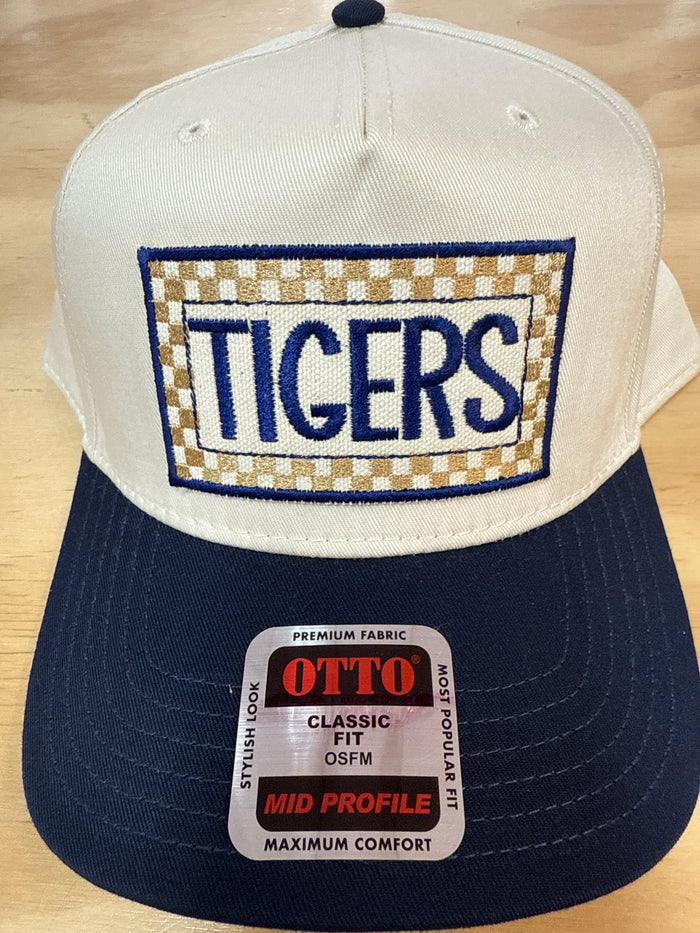 TIGERS
PREMIUM FABRIC
OTTO®
STYLISH LOOK
CLASSIC
FIT
OSFM
MOST POPULAR FIT
MID PROFILE
MAXIMUM COMFORT